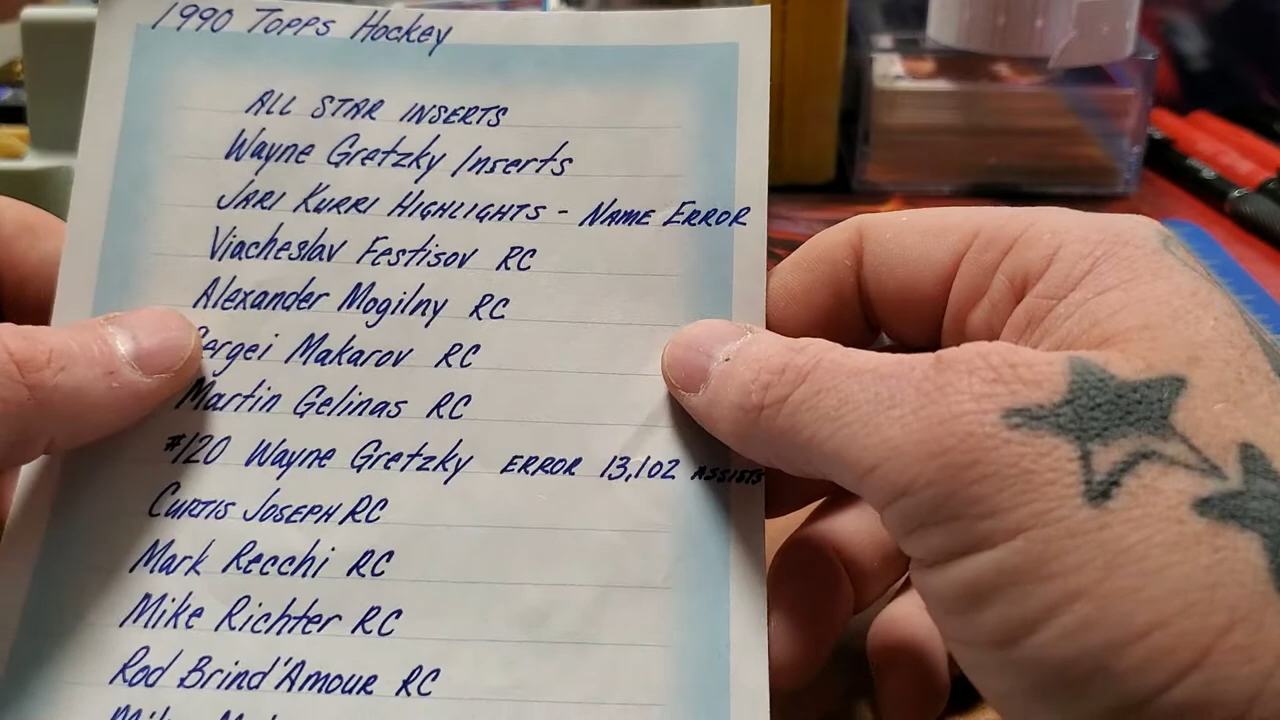 1990 Topps Hockey
ALL STAR INSERTS
Wayne Gretzky Inserts
JARI KURRI HIGHLIGHTS - NAME ERROR
Viacheslav Festisov RC
Alexander Mogilny RC
Sergei Makarov RC
Martin Gelinas RC
#120 Wayne Gretzky ERROR 13,102 ASSISTS
CURTIS JOSEPH RC
Mark Recchi RC
Mike Richter RC
Rod Brind'Amour RC